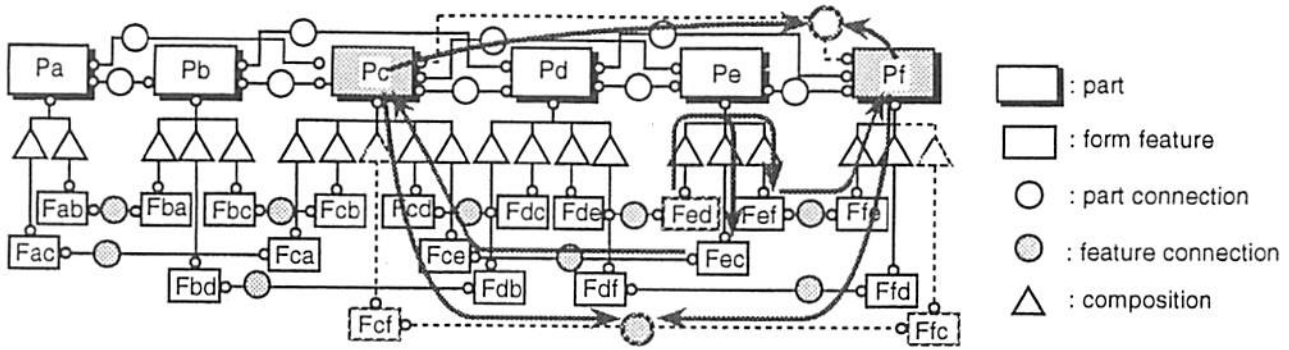 Pa Pb Pc Pd Pe Pf
: part
: form feature
: part connection
: feature connection
: composition
Fab Fba Fbc Fcb Fcd Fdc Fde Fed Fef Ffe
Fac Fca Fce Fec
Fbd Fdb Fdf Ffd
Fcf Ffc